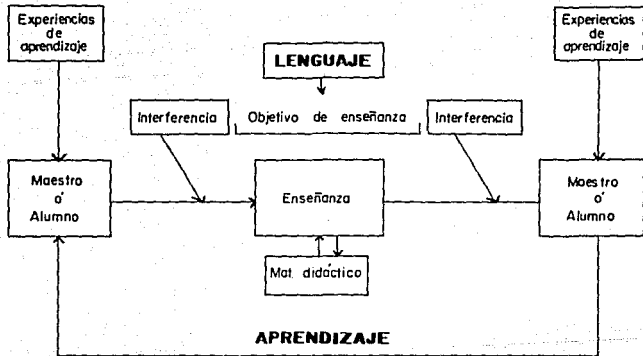 Experiencias
de
aprendizaje
Experiencias
de
aprendizaje
LENGUAJE
Interferencia
Objetivo de enseñanza
Interferencia
Maestro
o'
Alumno
Enseñanza
Maestro
o'
Alumno
Mat. didáctico
APRENDIZAJE